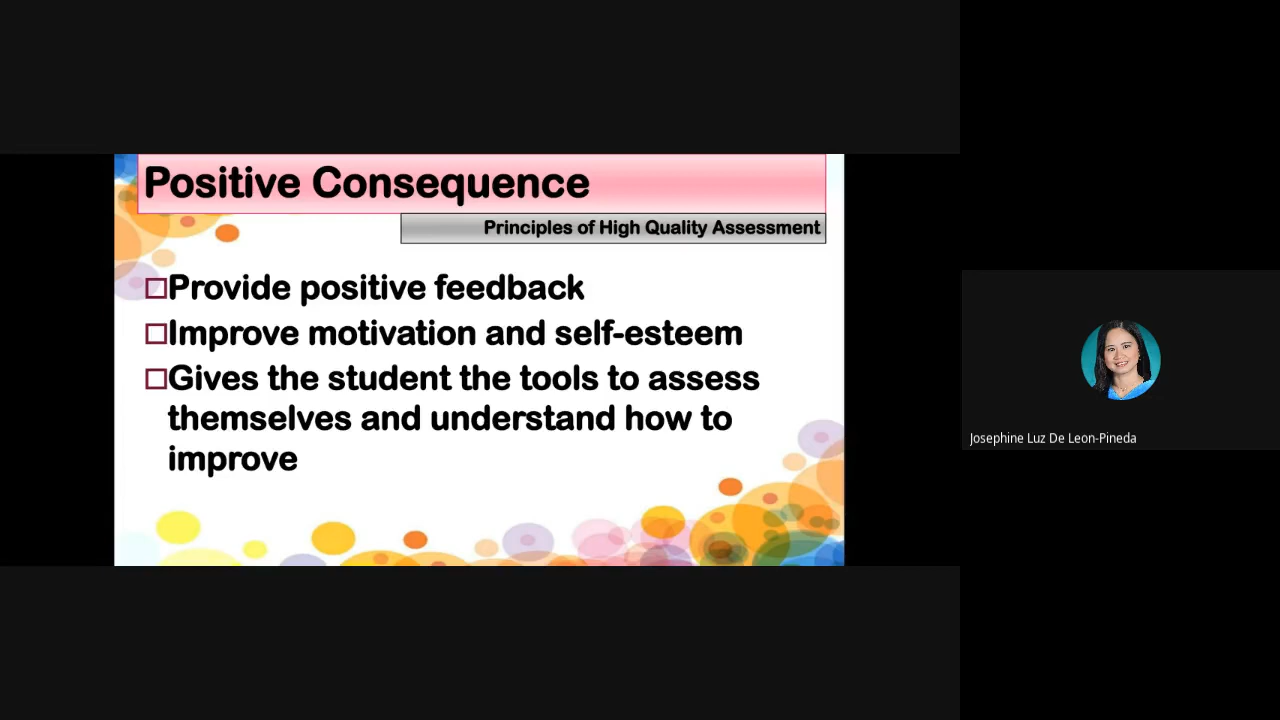 Positive Consequence
Principles of High Quality Assessment
Provide positive feedback
Improve motivation and self-esteem
Gives the student the tools to assess
themselves and understand how to
improve
Josephine Luz De Leon-Pineda